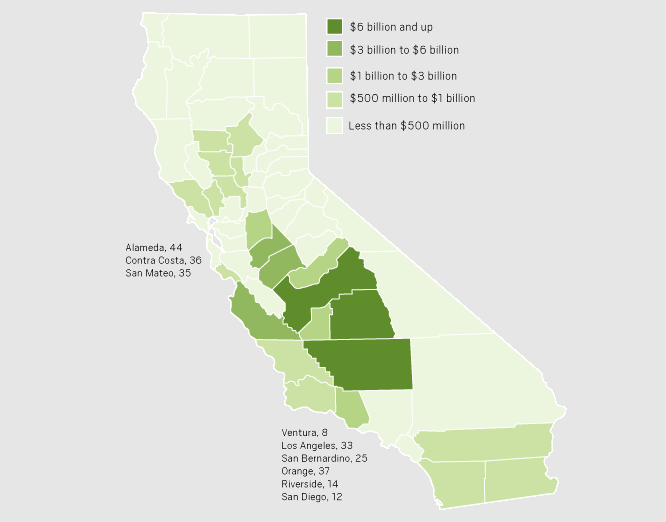 $6 billion and up
$3 billion to $6 billion
$1 billion to $3 billion
$500 million to $1 billion
Less than $500 million
Alameda, 44
Contra Costa, 36
San Mateo, 35
Ventura, 8
Los Angeles, 33
San Bernardino, 25
Orange, 37
Riverside, 14
San Diego, 12